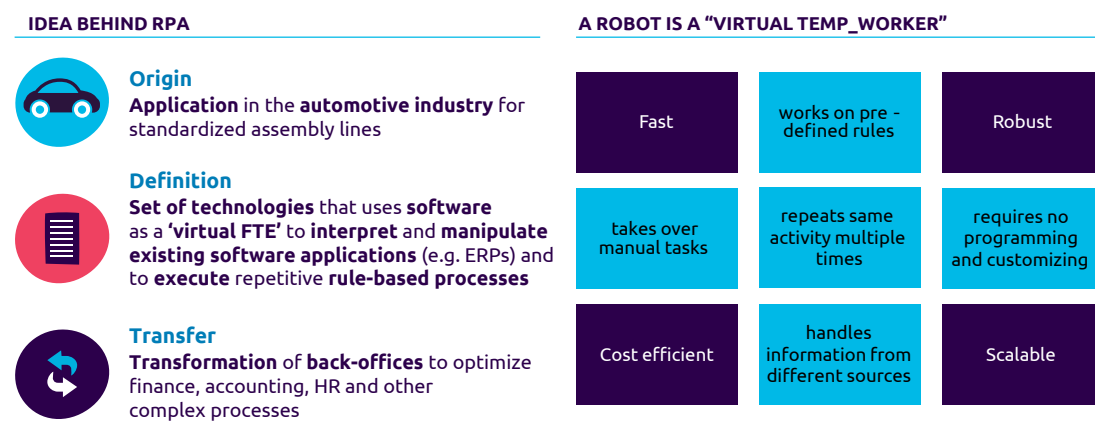 IDEA BEHIND RPA
Origin
Application in the automotive industry for
standardized assembly lines
Definition
Set of technologies that uses software
as a ‘virtual FTE’ to interpret and manipulate
existing software applications (e.g. ERPs) and
to execute repetitive rule-based processes
Transfer
Transformation of back-offices to optimize
finance, accounting, HR and other
complex processes
A ROBOT IS A “VIRTUAL TEMP_WORKER”
Fast
works on pre -
defined rules
Robust
takes over
manual tasks
repeats same
activity multiple
times
requires no
programming
and customizing
Cost efficient
handles
information from
different sources
Scalable